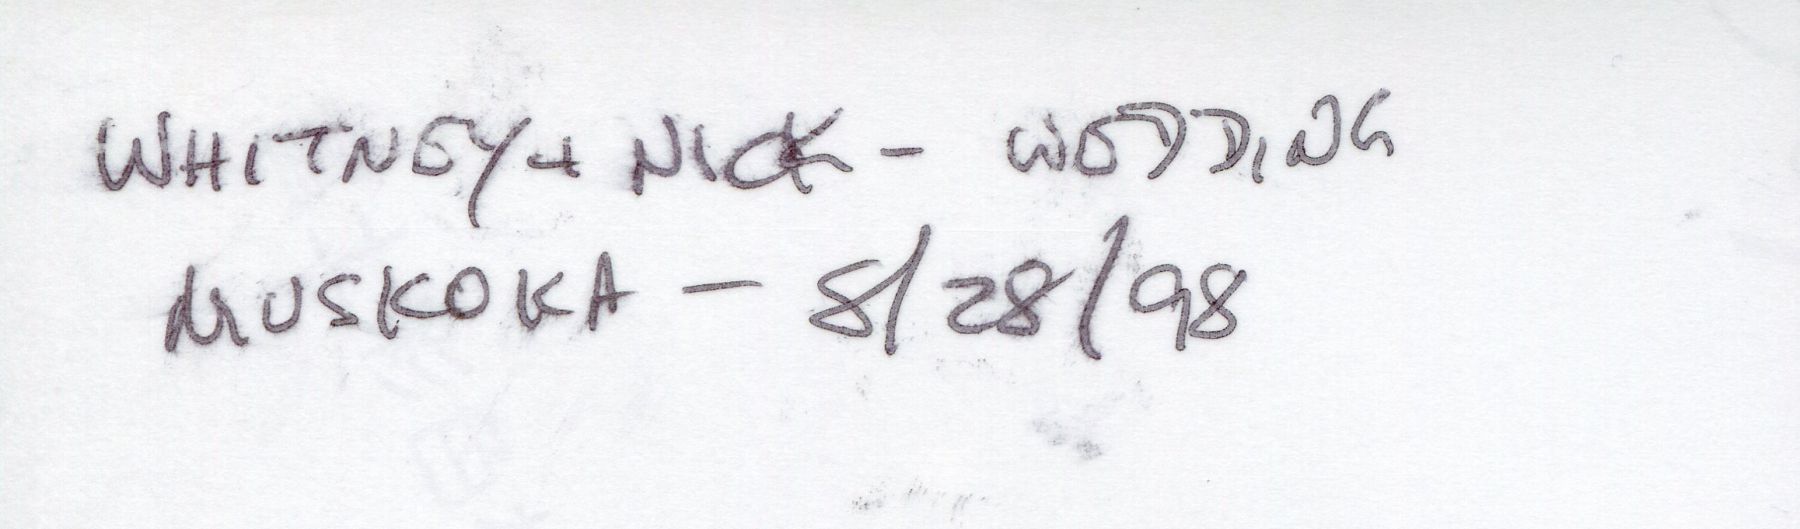 WHITNEY + NICK - WEDDING
MUSKOKA - 8/28/98